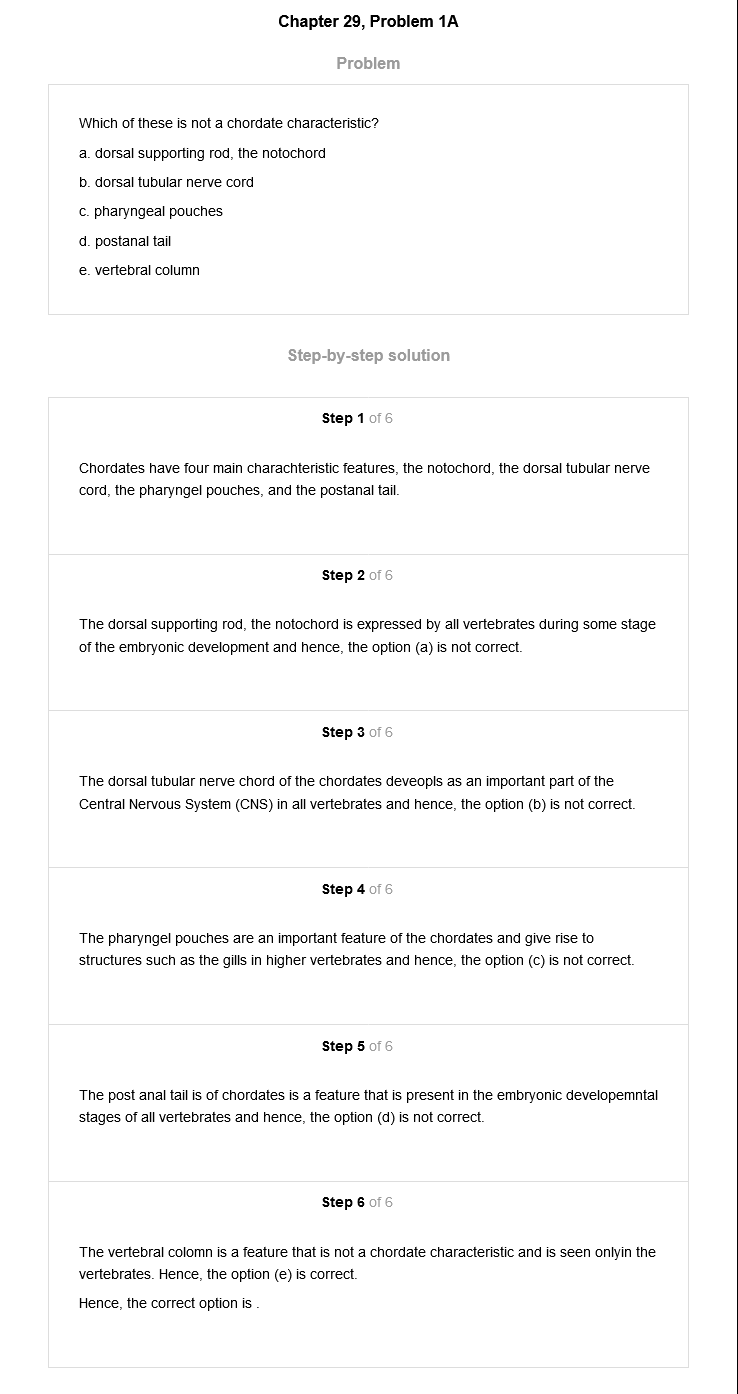 Chapter 29, Problem 1A
Problem
Which of these is not a chordate characteristic?
a. dorsal supporting rod, the notochord
b. dorsal tubular nerve cord
c. pharyngeal pouches
d. postanal tail
e. vertebral column
Step-by-step solution
Step 1 of 6
Chordates have four main charachteristic features, the notochord, the dorsal tubular nerve
cord, the pharyngel pouches, and the postanal tail.
Step 2 of 6
The dorsal supporting rod, the notochord is expressed by all vertebrates during some stage
of the embryonic development and hence, the option (a) is not correct.
Step 3 of 6
The dorsal tubular nerve chord of the chordates deveopls as an important part of the
Central Nervous System (CNS) in all vertebrates and hence, the option (b) is not correct.
Step 4 of 6
The pharyngel pouches are an important feature of the chordates and give rise to
structures such as the gills in higher vertebrates and hence, the option (c) is not correct.
Step 5 of 6
The post anal tail is of chordates is a feature that is present in the embryonic developemntal
stages of all vertebrates and hence, the option (d) is not correct.
Step 6 of 6
The vertebral colomn is a feature that is not a chordate characteristic and is seen onlyin the
vertebrates. Hence, the option (e) is correct.
Hence, the correct option is .